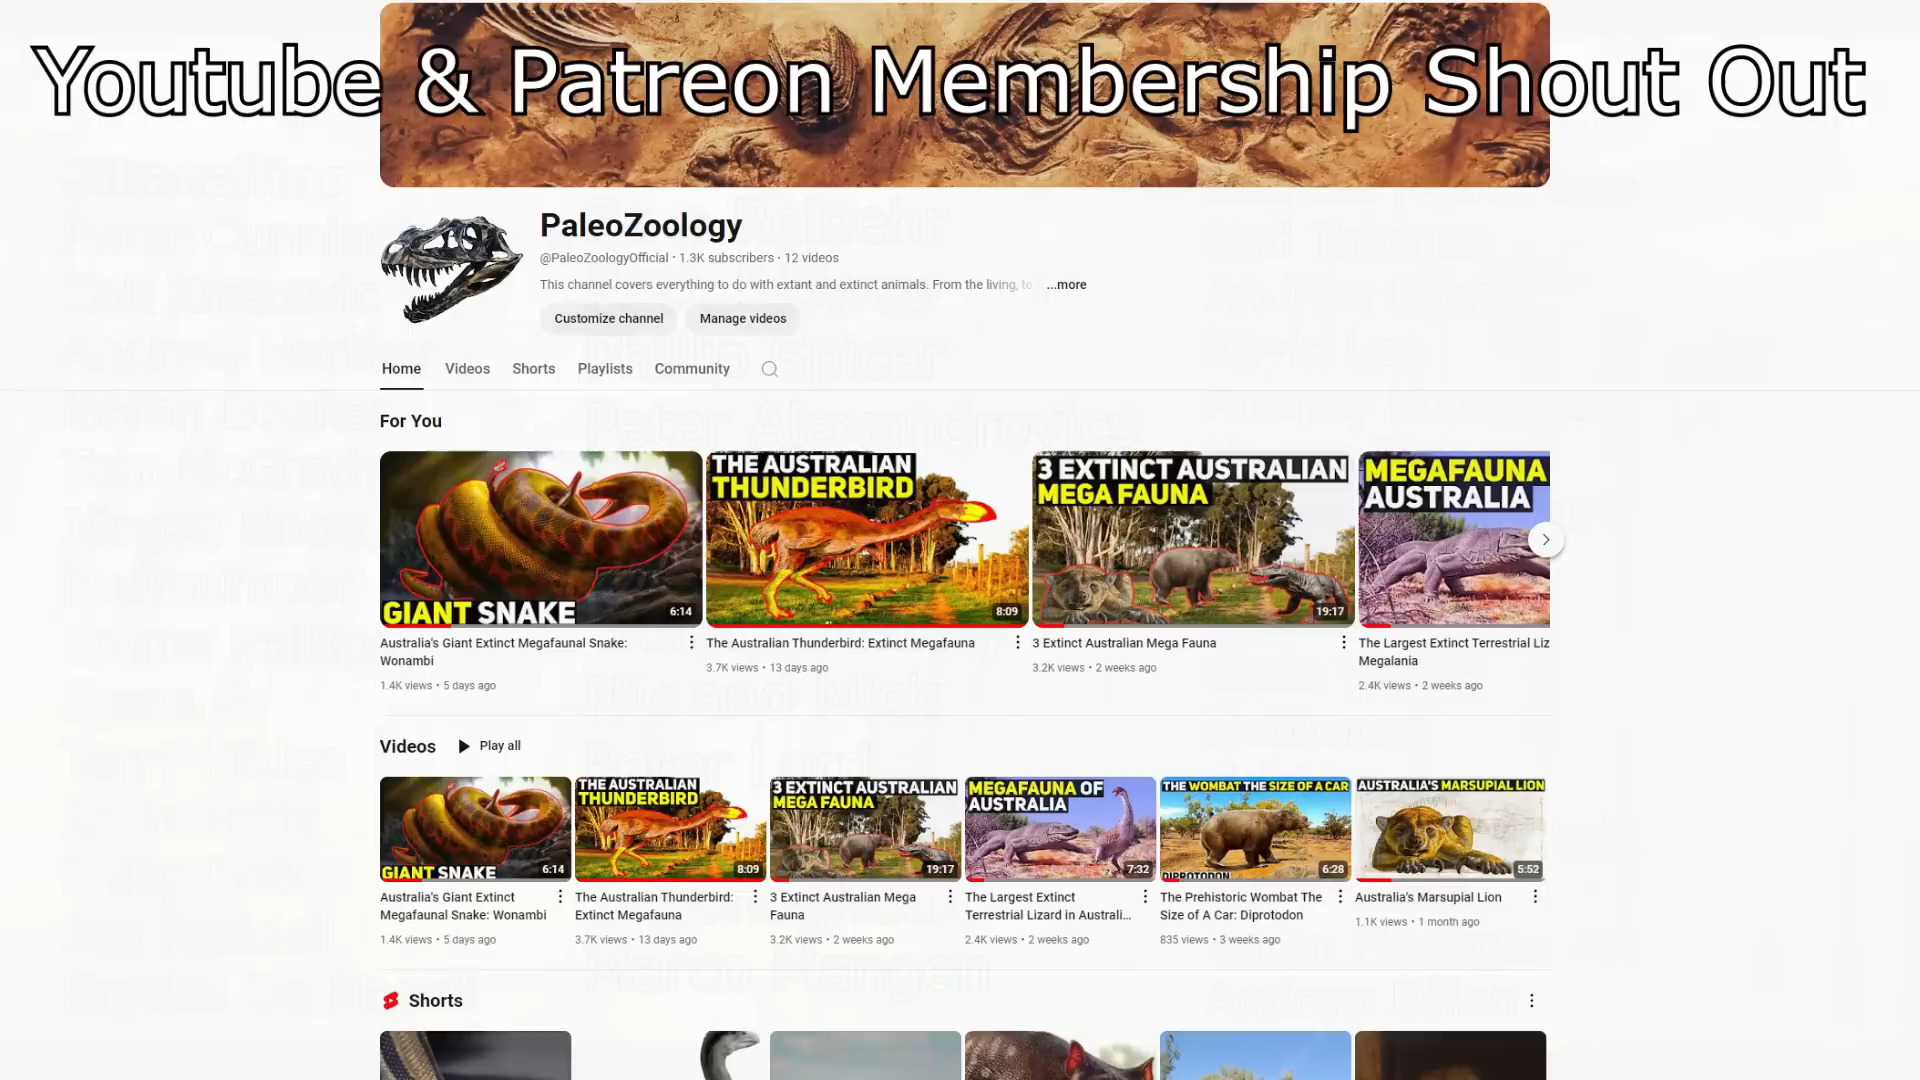 Youtube & Patreon Membership Shout Out
PaleoZoology
@PaleoZoologyOfficial · 1.3K subscribers · 12 videos
This channel covers everything to do with extant and extinct animals. From the living, to ...more
Customize channel Manage videos
Home Videos Shorts Playlists Community
For You
THE AUSTRALIAN
THUNDERBIRD
3 EXTINCT AUSTRALIAN
MEGA FAUNA
MEGAFAUNA
AUSTRALIA
GIANT SNAKE
6:14
8:09
19:17
Australia's Giant Extinct Megafaunal Snake:
Wonambi
1.4K views • 5 days ago
The Australian Thunderbird: Extinct Megafauna
3.7K views • 13 days ago
3 Extinct Australian Mega Fauna
3.2K views • 2 weeks ago
The Largest Extinct Terrestrial Liz
Megalania
2.4K views • 2 weeks ago
Videos Play all
GIANT SNAKE
6:14
THE AUSTRALIAN
THUNDERBIRD
8:09
3 EXTINCT AUSTRALIAN
MEGA FAUNA
19:17
MEGAFAUNA OF
AUSTRALIA
7:32
THE WOMBAT THE SIZE OF A CAR
DIPROTODON
6:28
AUSTRALIA'S MARSUPIAL LION
5:52
Australia's Giant Extinct
Megafaunal Snake: Wonambi
1.4K views • 5 days ago
The Australian Thunderbird:
Extinct Megafauna
3.7K views • 13 days ago
3 Extinct Australian Mega
Fauna
3.2K views • 2 weeks ago
The Largest Extinct
Terrestrial Lizard in Australi...
2.4K views • 2 weeks ago
The Prehistoric Wombat The
Size of A Car: Diprotodon
835 views • 3 weeks ago
Australia's Marsupial Lion
1.1K views • 1 month ago
Shorts